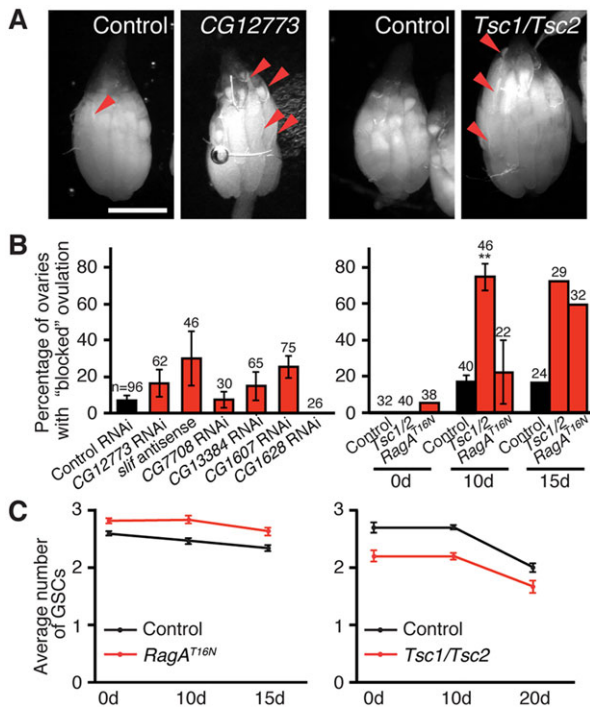 A
Control
CG12773
Control
Tsc1/Tsc2
B
Percentage of ovaries
with "blocked" ovulation
80
60
40
20
0
n=96
62
46
30
65
75
26
Control RNAi
CG12773 RNAi
slif antisense
CG7708 RNAi
CG13384 RNAi
CG1607 RNAi
CG1628 RNAi
80
60
40
20
0
32
40
38
40
46
**
22
24
29
32
Control
Tsc1/2
RagA^T16N
Control
Tsc1/2
RagA^T16N
Control
Tsc1/2
RagA^T16N
0d
10d
15d
C
Average number
of GSCs
3
2
1
0
Control
RagA^T16N
0d
10d
15d
3
2
1
0
Control
Tsc1/Tsc2
0d
10d
20d